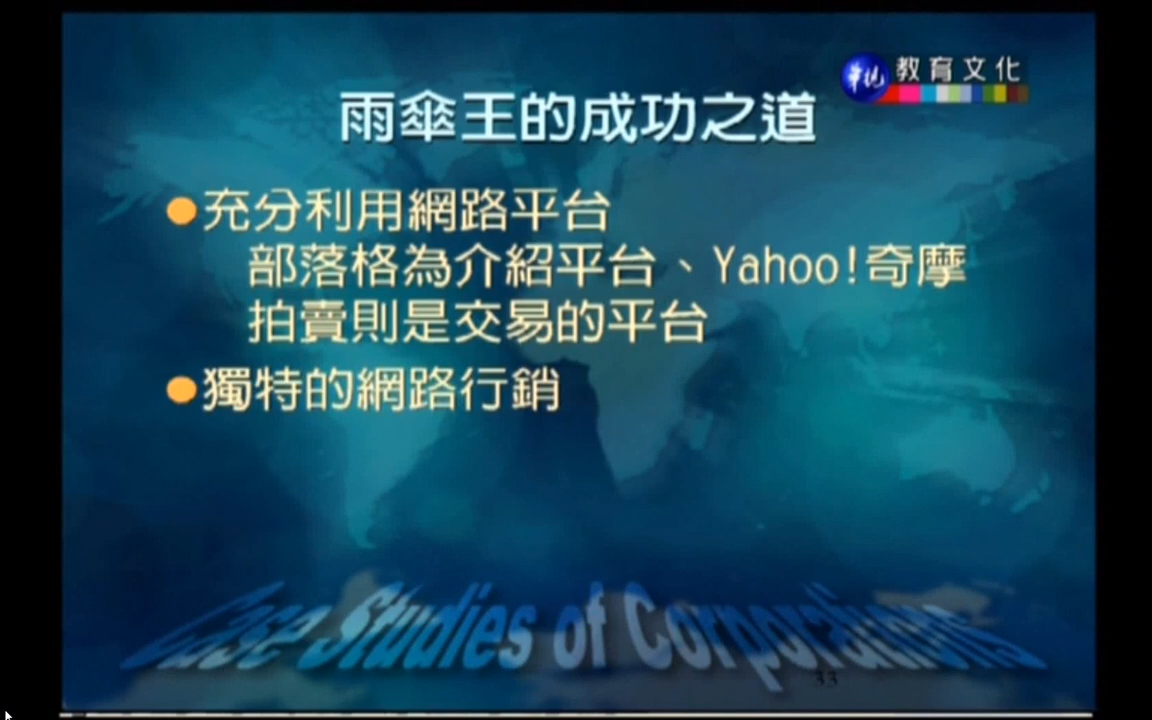 華視 教育文化
雨傘王的成功之道
●充分利用網路平台
部落格為介紹平台、Yahoo!奇摩
拍賣則是交易的平台
●獨特的網路行銷
Case Studies of Corporations
33